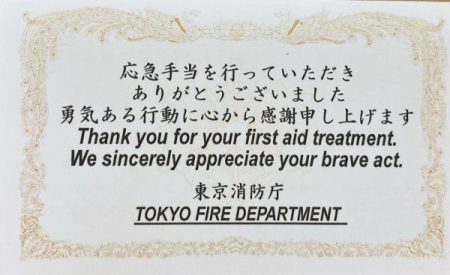 応急手当を行っていただき
ありがとうございました
勇気ある行動に心から感謝申し上げます
Thank you for your first aid treatment.
We sincerely appreciate your brave act.
東京消防庁
TOKYO FIRE DEPARTMENT